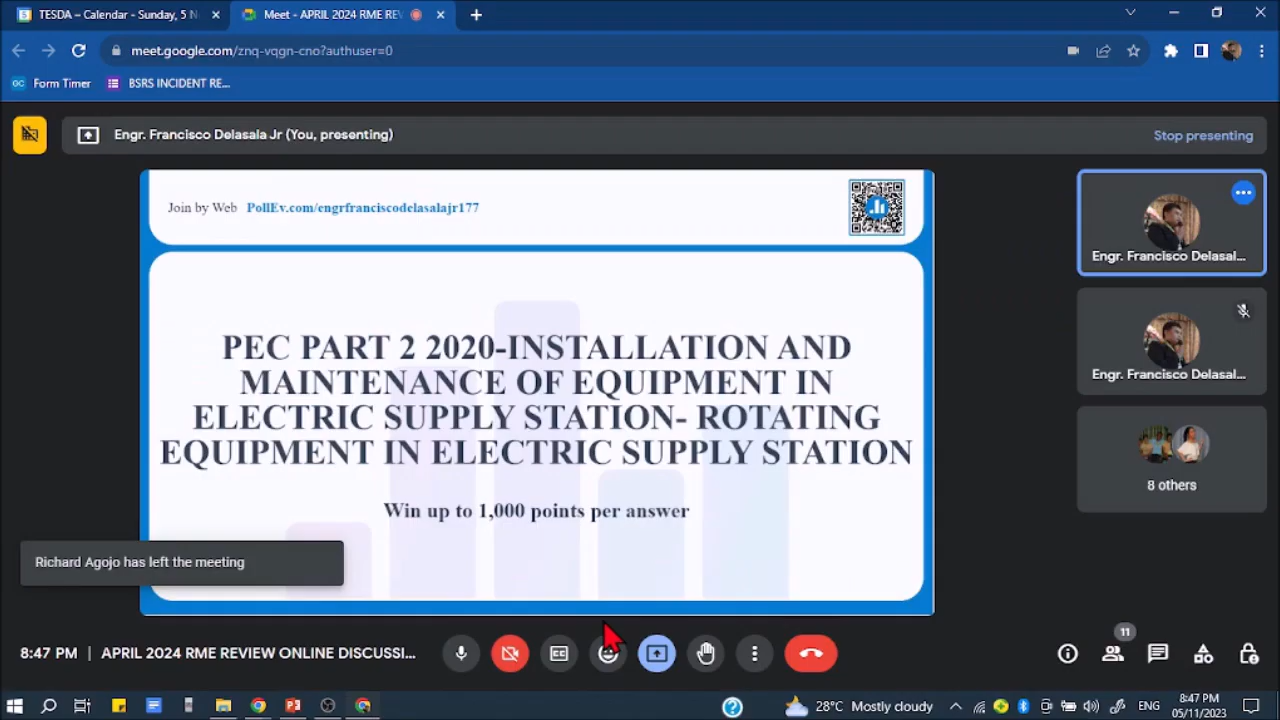 TESDA – Calendar – Sunday, 5 N
Meet – APRIL 2024 RME REV
meet.google.com/znq-vqgn-cno?authuser=0
GC Form Timer
BSRS INCIDENT RE...
Engr. Francisco Delasala Jr (You, presenting)
Stop presenting
Join by Web PollEv.com/engrfranciscodelasalajr177
PEC PART 2 2020-INSTALLATION AND
MAINTENANCE OF EQUIPMENT IN
ELECTRIC SUPPLY STATION- ROTATING
EQUIPMENT IN ELECTRIC SUPPLY STATION
Win up to 1,000 points per answer
Engr. Francisco Delasal...
Engr. Francisco Delasal...
8 others
Richard Agojo has left the meeting
8:47 PM | APRIL 2024 RME REVIEW ONLINE DISCUSSI...
11
28°C Mostly cloudy
ENG
8:47 PM
05/11/2023